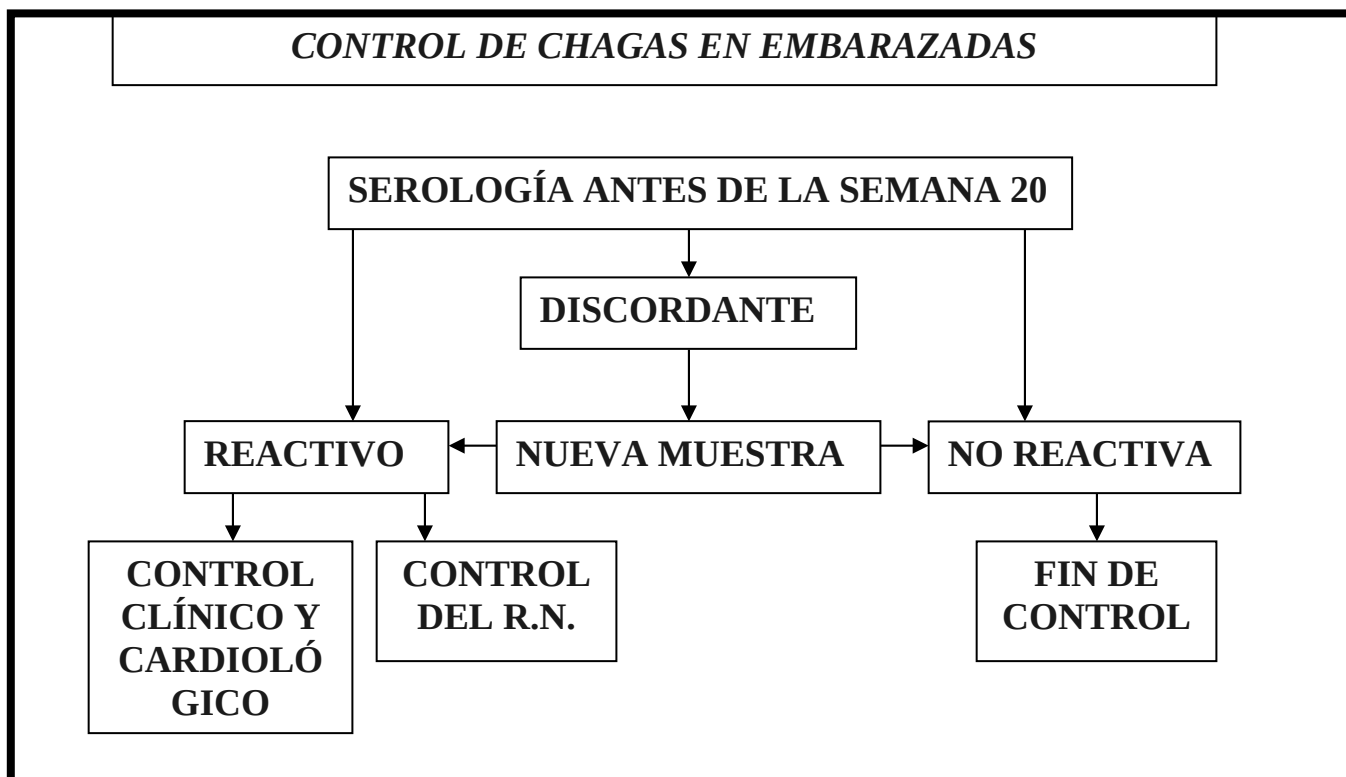 CONTROL DE CHAGAS EN EMBARAZADAS
SEROLOGÍA ANTES DE LA SEMANA 20
DISCORDANTE
REACTIVO
NUEVA MUESTRA
NO REACTIVA
CONTROL
CLÍNICO Y
CARDIOLÓ
GICO
CONTROL
DEL R.N.
FIN DE
CONTROL